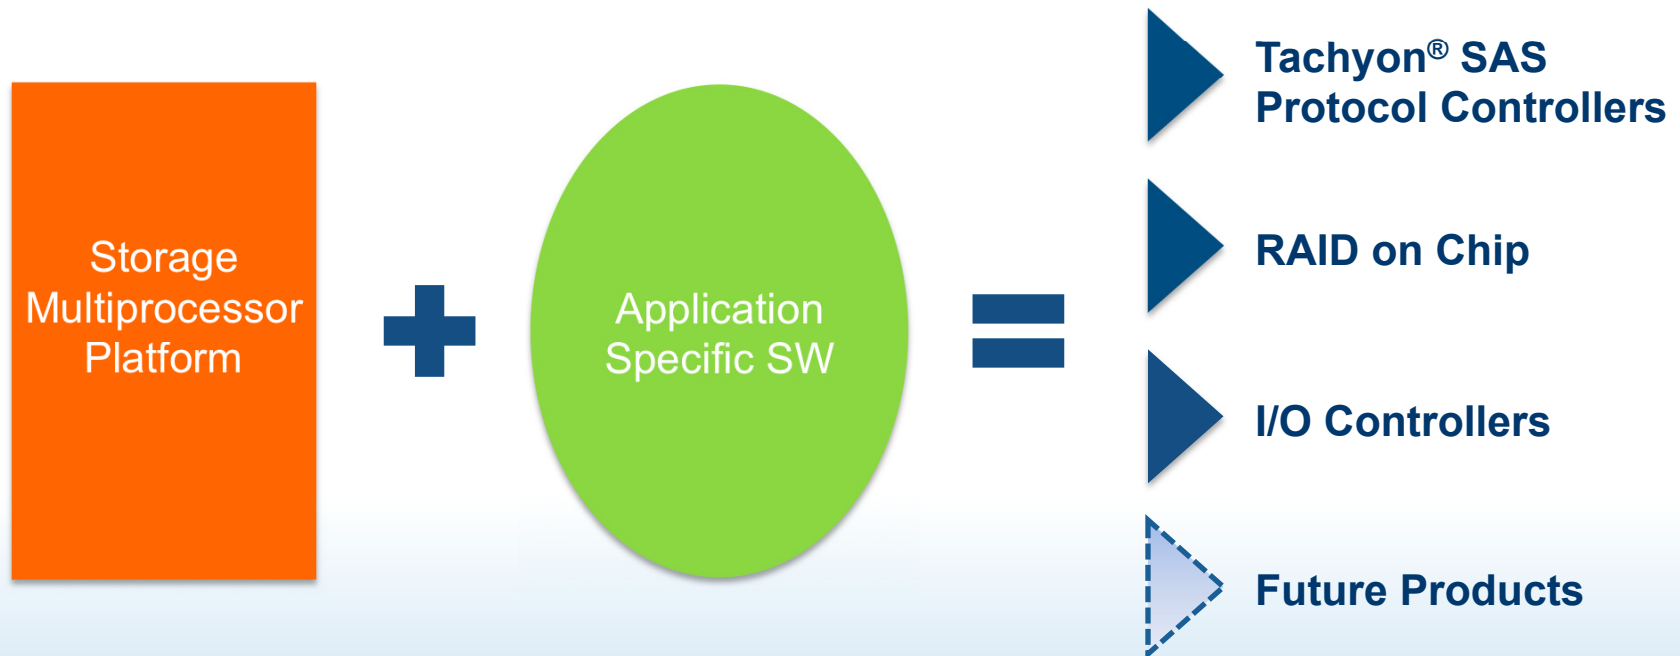 Storage
Multiprocessor
Platform
Application
Specific SW
Tachyon® SAS
Protocol Controllers
RAID on Chip
I/O Controllers
Future Products